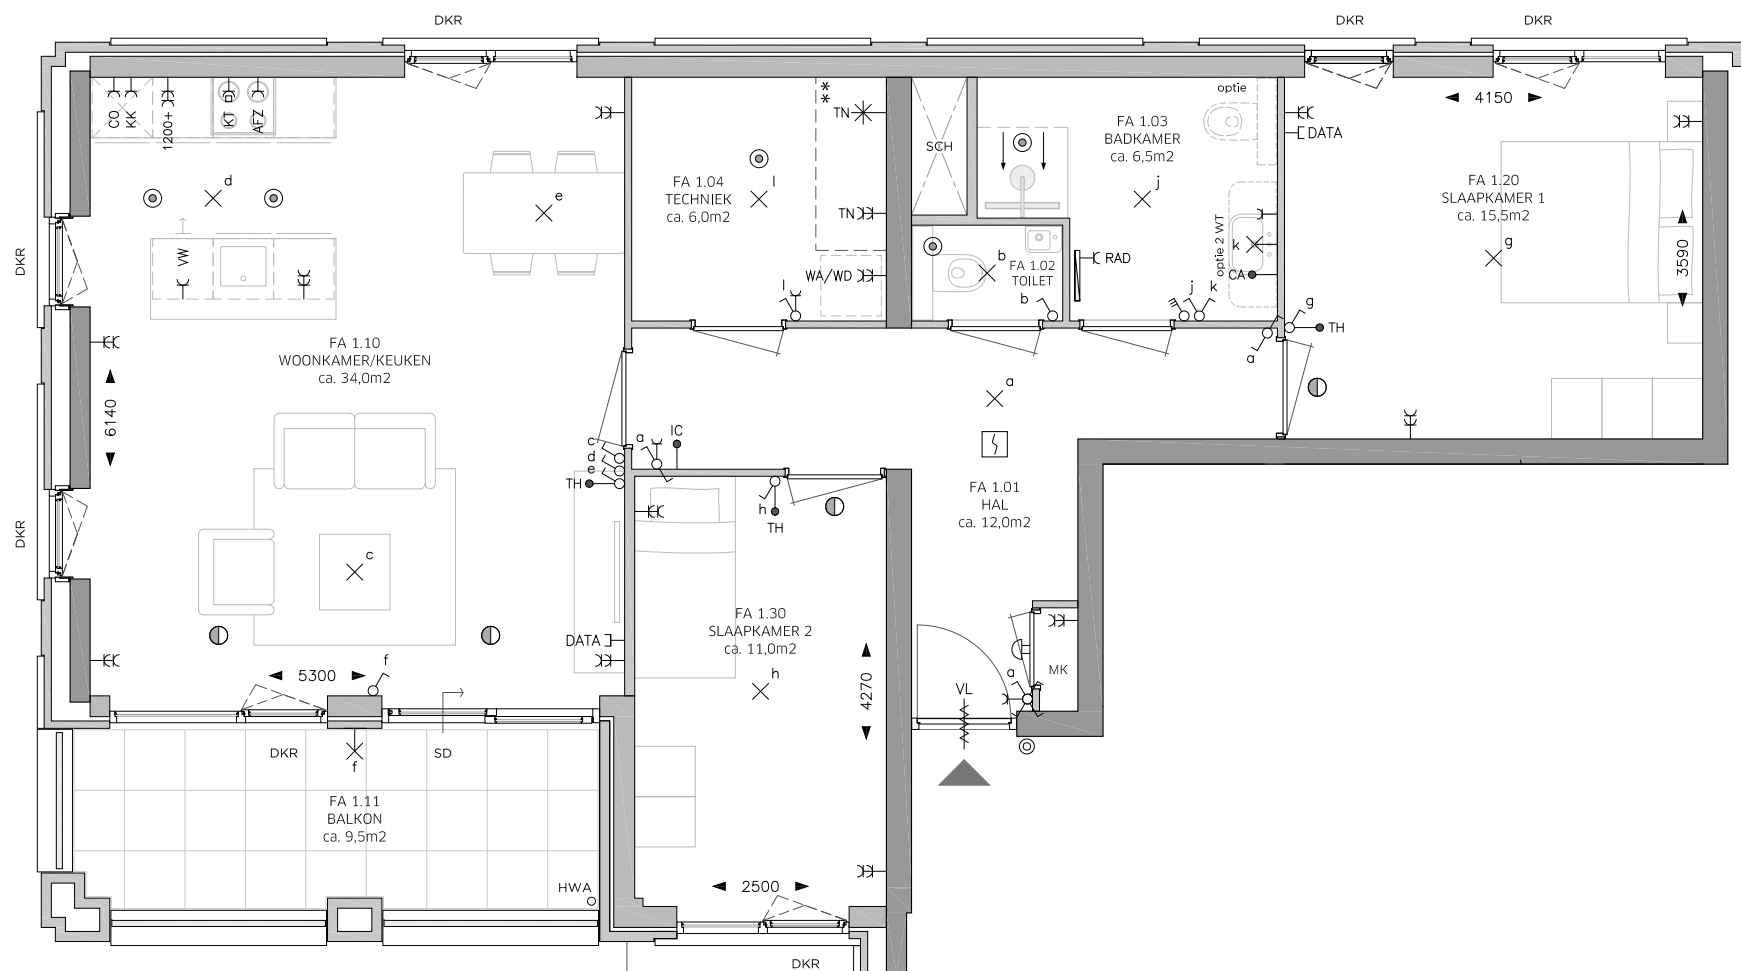 DKR
DKR
DKR
CO
KK
1200+
KT
AFZ
**
TN
optie
4150
FA 1.03
BADKAMER
ca. 6,5m2
DATA
SCH
FA 1.04
TECHNIEK
ca. 6,0m2
l
FA 1.20
SLAAPKAMER 1
ca. 15,5m2
d
e
j
TN
VW
optie 2 WT
k
g
3590
DKR
b
FA 1.02
TOILET
RAD
CA
WA/WD
l
b
j
k
g
TH
a
FA 1.10
WOONKAMER/KEUKEN
ca. 34,0m2
a
6140
c
d
e
a
IC
TH
FA 1.01
HAL
ca. 12,0m2
h
TH
DKR
c
FA 1.30
SLAAPKAMER 2
ca. 11,0m2
DATA
f
5300
h
4270
MK
a
VL
DKR
f
SD
FA 1.11
BALKON
ca. 9,5m2
HWA
2500
DKR